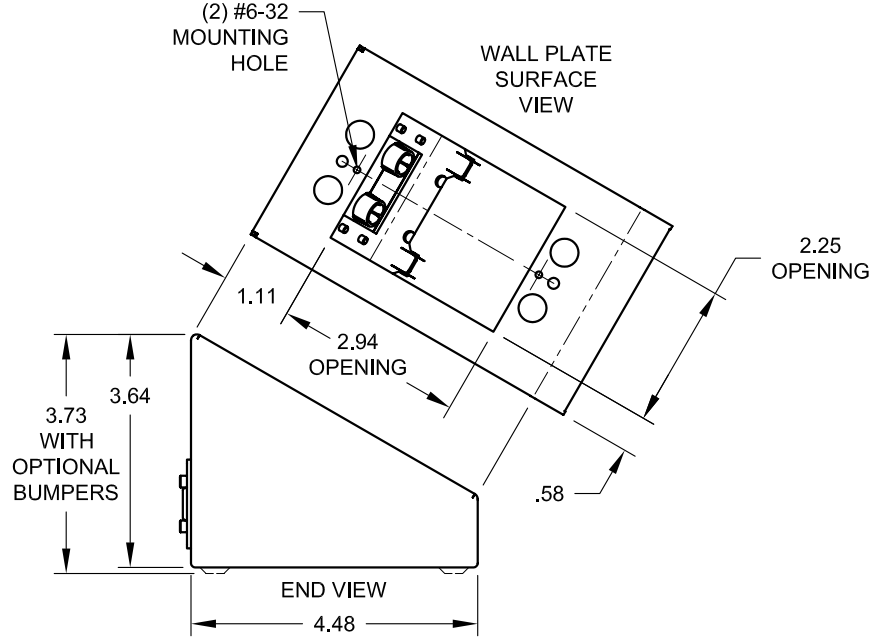 (2) #6-32
MOUNTING
HOLE
WALL PLATE
SURFACE
VIEW
2.25
OPENING
1.11
2.94
OPENING
3.64
3.73
WITH
OPTIONAL
BUMPERS
.58
END VIEW
4.48